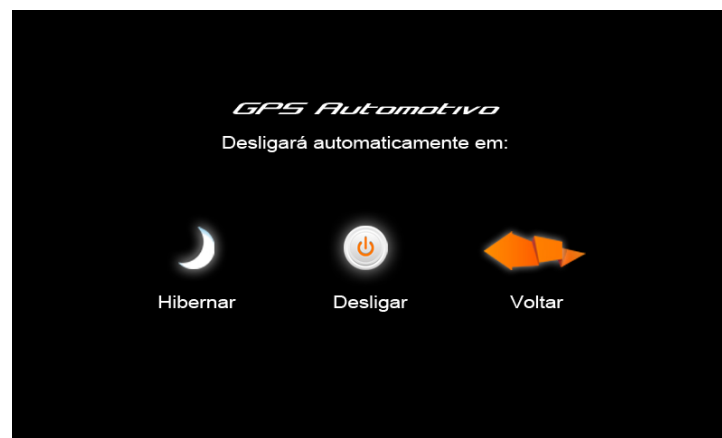 GPS Automotivo
Desligará automaticamente em:
Hibernar
Desligar
Voltar